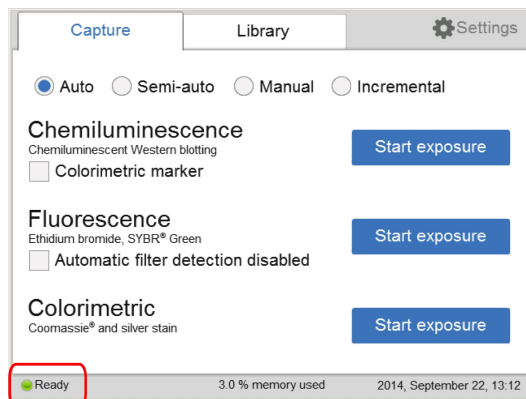 Capture
Library
Settings
Auto
Semi-auto
Manual
Incremental
Chemiluminescence
Chemiluminescent Western blotting
Colorimetric marker
Start exposure
Fluorescence
Ethidium bromide, SYBR® Green
Automatic filter detection disabled
Start exposure
Colorimetric
Coomassie® and silver stain
Start exposure
Ready
3.0 % memory used
2014, September 22, 13:12